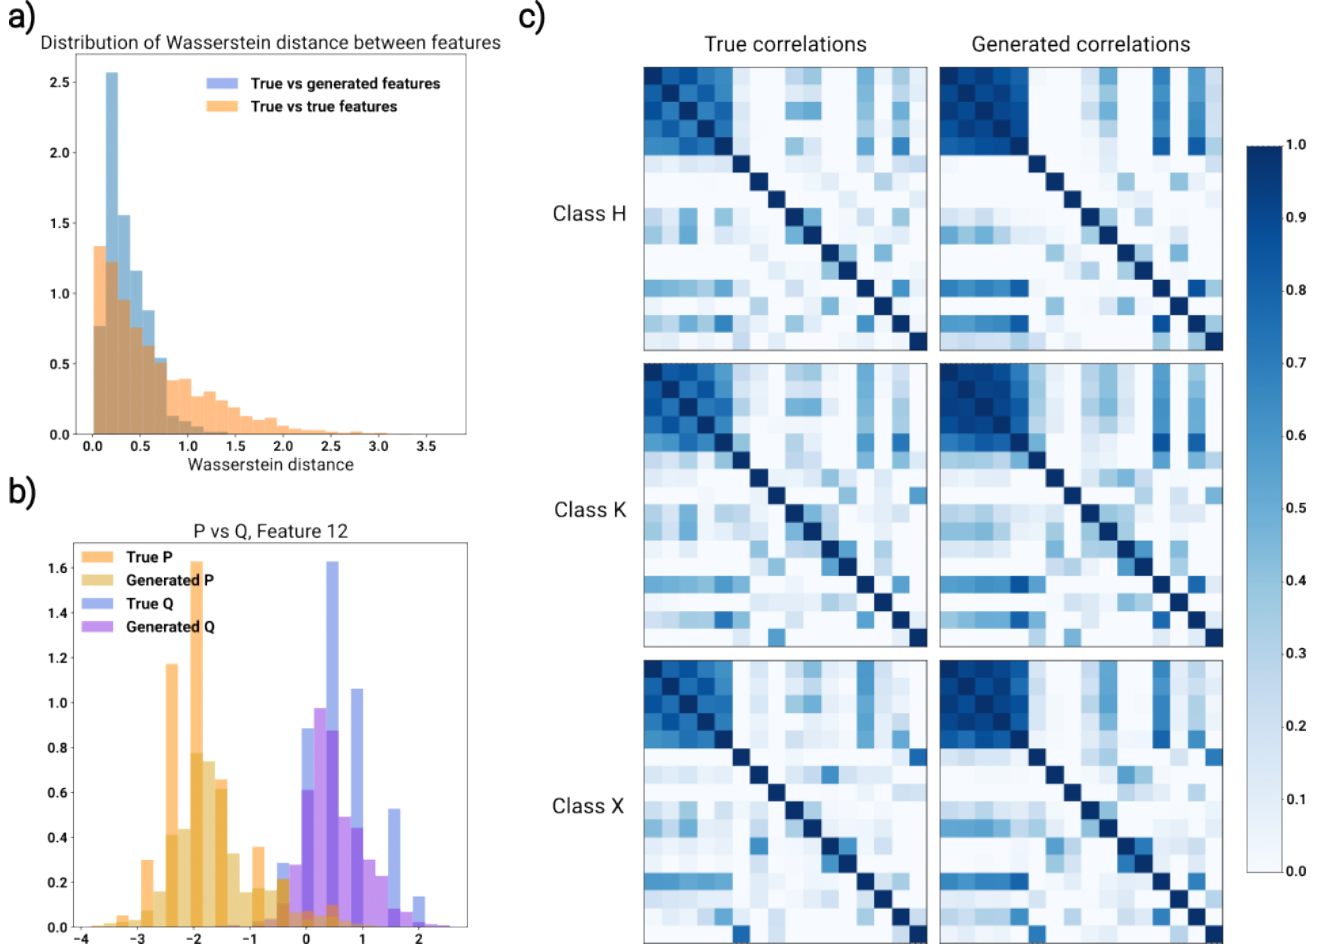 a)
Distribution of Wasserstein distance between features
True vs generated features
True vs true features
2.5
2.0
1.5
1.0
0.5
0.0
0.0 0.5 1.0 1.5 2.0 2.5 3.0 3.5
Wasserstein distance
b)
P vs Q, Feature 12
True P
Generated P
True Q
Generated Q
1.6
1.4
1.2
1.0
0.8
0.6
0.4
0.2
0.0
−4 −3 −2 −1 0 1 2
c)
True correlations Generated correlations
Class H
Class K
Class X
1.0
0.9
0.8
0.7
0.6
0.5
0.4
0.3
0.2
0.1
0.0